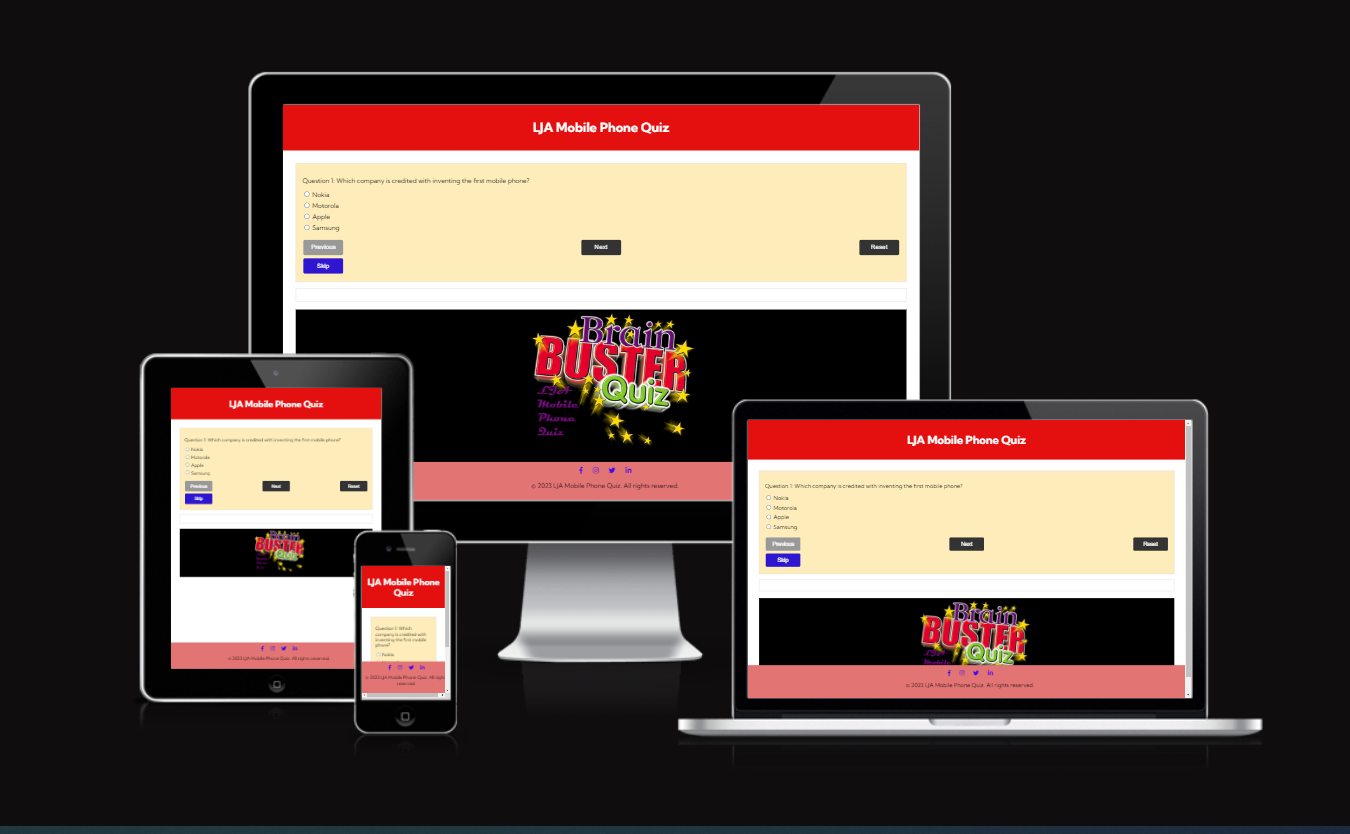 LJA Mobile Phone Quiz
Question 1: Which company is credited with inventing the first mobile phone?
Nokia
Motorola
Apple
Samsung
Previous
Next
Reset
Skip
Brain
BUSTER
Quiz
LJA
Mobile
Phone
Quiz
© 2023 LJA Mobile Phone Quiz. All rights reserved.
LJA Mobile Phone Quiz
Question 1: Which company is credited with inventing the first mobile phone?
Nokia
Motorola
Apple
Samsung
Previous
Next
Reset
Skip
Brain
BUSTER
Quiz
© 2023 LJA Mobile Phone Quiz. All rights reserved.
LJA Mobile Phone
Quiz
Question 1: Which
company is credited with
inventing the first mobile
phone?
Nokia
© 2023 LJA Mobile Phone Quiz. All rights
reserved.
LJA Mobile Phone Quiz
Question 1: Which company is credited with inventing the first mobile phone?
Nokia
Motorola
Apple
Samsung
Previous
Next
Reset
Skip
Brain
BUSTER
Quiz
LJA
Mobile
© 2023 LJA Mobile Phone Quiz. All rights reserved.